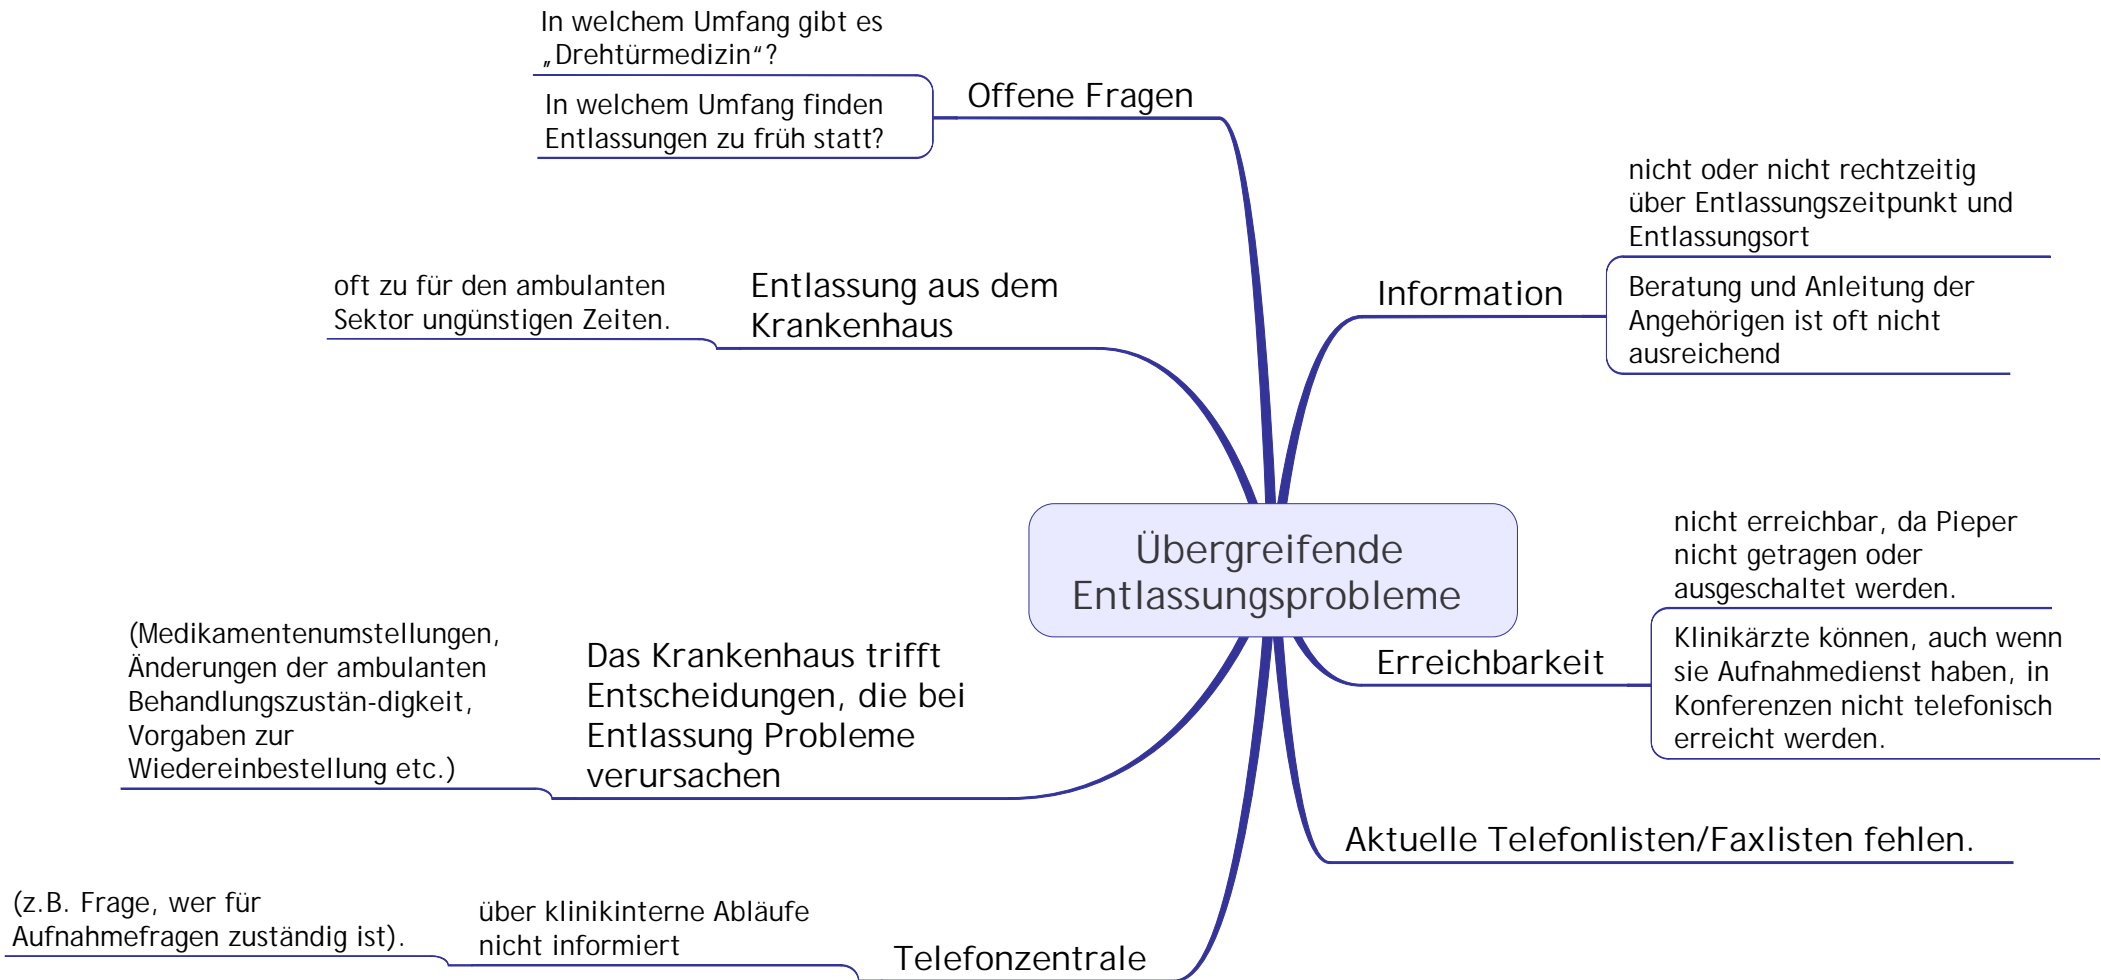 In welchem Umfang gibt es
„Drehtürmedizin“?
In welchem Umfang finden
Entlassungen zu früh statt?
Offene Fragen
oft zu für den ambulanten
Sektor ungünstigen Zeiten.
Entlassung aus dem
Krankenhaus
(Medikamentenumstellungen,
Änderungen der ambulanten
Behandlungszustän-digkeit,
Vorgaben zur
Wiedereinbestellung etc.)
Das Krankenhaus trifft
Entscheidungen, die bei
Entlassung Probleme
verursachen
(z.B. Frage, wer für
Aufnahmefragen zuständig ist).
über klinikinterne Abläufe
nicht informiert
Telefonzentrale
Übergreifende
Entlassungsprobleme
Information
nicht oder nicht rechtzeitig
über Entlassungszeitpunkt und
Entlassungsort
Beratung und Anleitung der
Angehörigen ist oft nicht
ausreichend
Erreichbarkeit
nicht erreichbar, da Pieper
nicht getragen oder
ausgeschaltet werden.
Klinikärzte können, auch wenn
sie Aufnahmedienst haben, in
Konferenzen nicht telefonisch
erreicht werden.
Aktuelle Telefonlisten/Faxlisten fehlen.